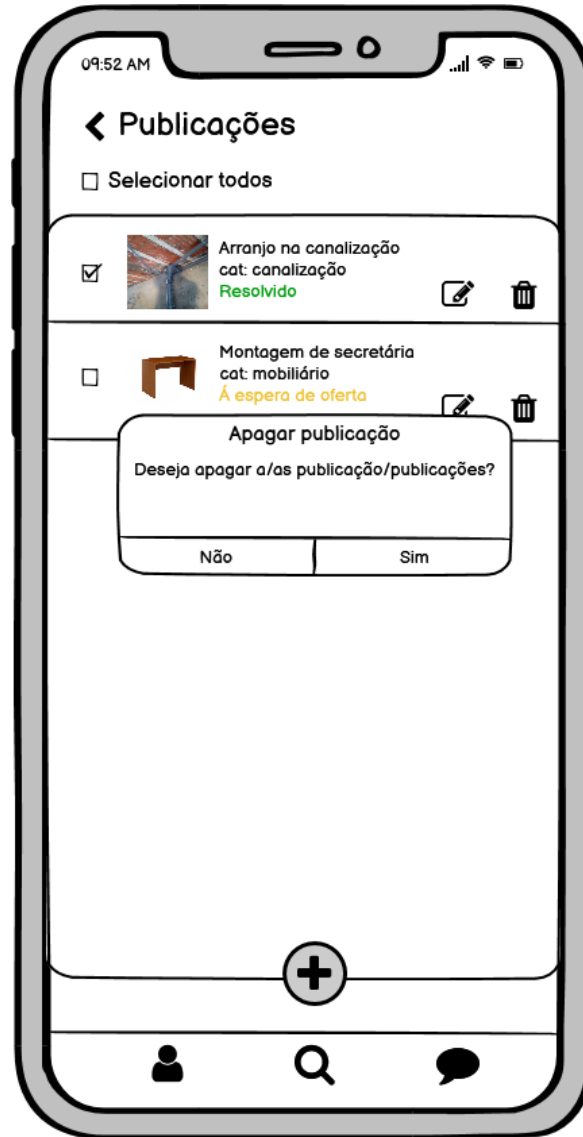 09:52 AM
Publicações
Selecionar todos
Arranjo na canalização
cat: canalização
Resolvido
Montagem de secretária
cat: mobiliário
Á espera de oferta
Apagar publicação
Deseja apagar a/as publicação/publicações?
Não
Sim